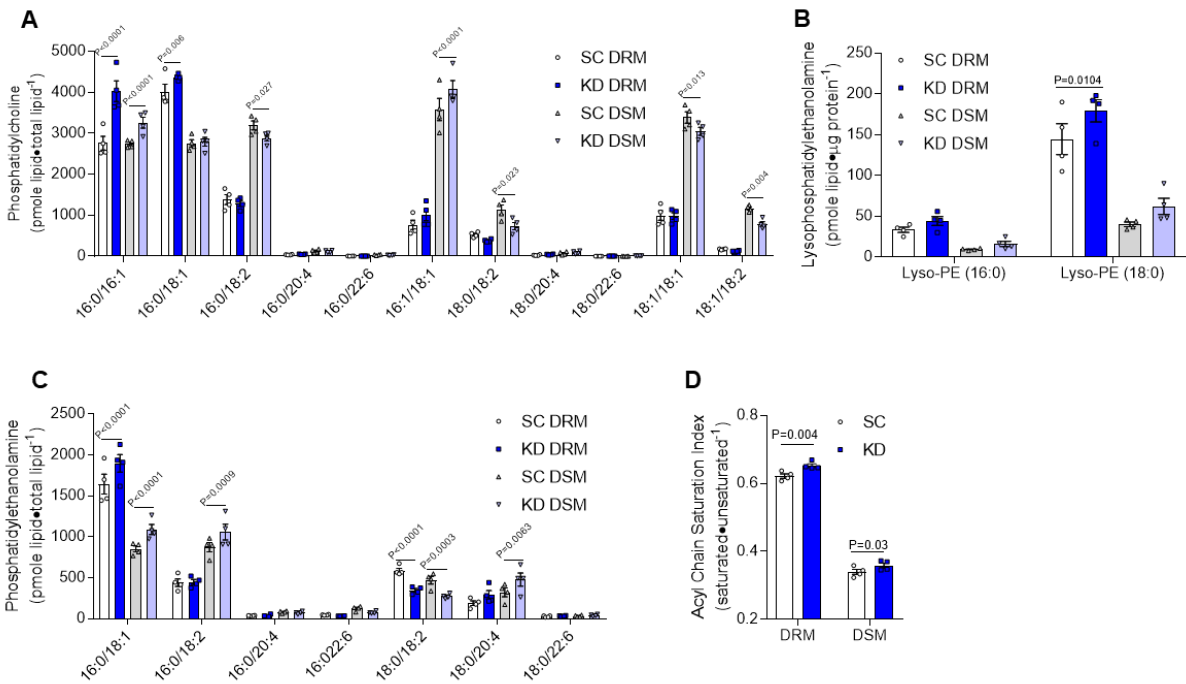 A
Phosphatidylcholine
(pmole lipid●total lipid⁻¹)
5000
4000
3000
2000
1000
0
P<0.0001
P=0.006
P<0.0001
P=0.027
P<0.0001
P=0.023
P=0.013
P=0.004
SC DRM
KD DRM
SC DSM
KD DSM
16:0/16:1
16:0/18:1
16:0/18:2
16:0/20:4
16:0/22:6
16:1/18:1
18:0/18:2
18:0/20:4
18:0/22:6
18:1/18:1
18:1/18:2
B
Lysophosphatidylethanolamine
(pmole lipid●µg protein⁻¹)
250
200
150
100
50
0
P=0.0104
SC DRM
KD DRM
SC DSM
KD DSM
Lyso-PE (16:0)
Lyso-PE (18:0)
C
Phosphatidylethanolamine
(pmole lipid●total lipid⁻¹)
2500
2000
1500
1000
500
0
P<0.0001
P<0.0001
P=0.0009
P<0.0001
P=0.0003
P=0.0063
SC DRM
KD DRM
SC DSM
KD DSM
16:0/18:1
16:0/18:2
16:0/20:4
16:022:6
18:0/18:2
18:0/20:4
18:0/22:6
D
Acyl Chain Saturation Index
(saturated●unsaturated⁻¹)
0.8
0.6
0.4
0.2
P=0.004
P=0.03
SC
KD
DRM
DSM